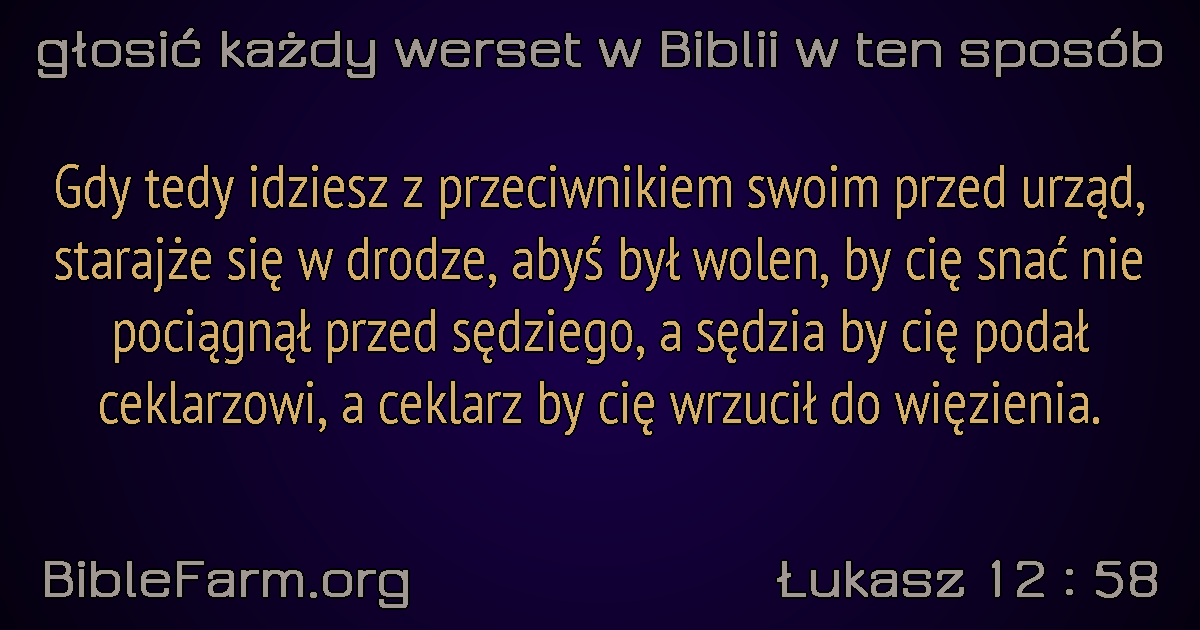 głosić każdy werset w Biblii w ten sposób
Gdy tedy idziesz z przeciwnikiem swoim przed urząd,
starajże się w drodze, abyś był wolen, by cię snać nie
pociągnął przed sędziego, a sędzia by cię podał
ceklarzowi, a ceklarz by cię wrzucił do więzienia.
BibleFarm.org
Łukasz 12 : 58